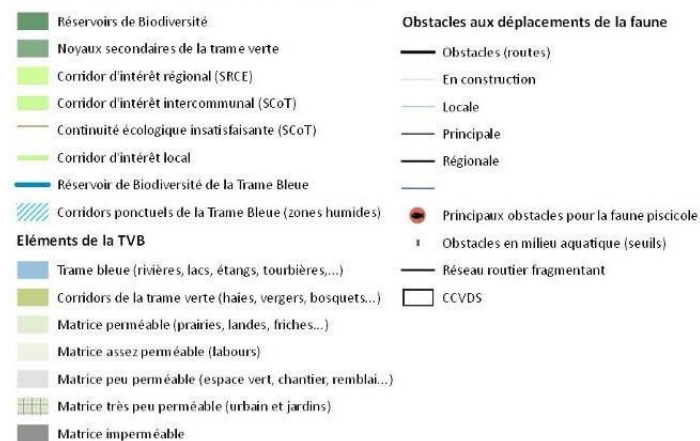 Réservoirs de Biodiversité
Noyaux secondaires de la trame verte
Corridor d'intérêt régional (SRCE)
Corridor d'intérêt intercommunal (SCoT)
Continuité écologique insatisfaisante (SCoT)
Corridor d'intérêt local
Réservoir de Biodiversité de la Trame Bleue
Corridors ponctuels de la Trame Bleue (zones humides)
Eléments de la TVB
Trame bleue (rivières, lacs, étangs, tourbières,...)
Corridors de la trame verte (haies, vergers, bosquets...)
Matrice perméable (prairies, landes, friches...)
Matrice assez perméable (labours)
Matrice peu perméable (espace vert, chantier, remblai...)
Matrice très peu perméable (urbain et jardins)
Matrice imperméable
Obstacles aux déplacements de la faune
Obstacles (routes)
En construction
Locale
Principale
Régionale
Principaux obstacles pour la faune piscicole
Obstacles en milieu aquatique (seuils)
Réseau routier fragmentant
CCVDS